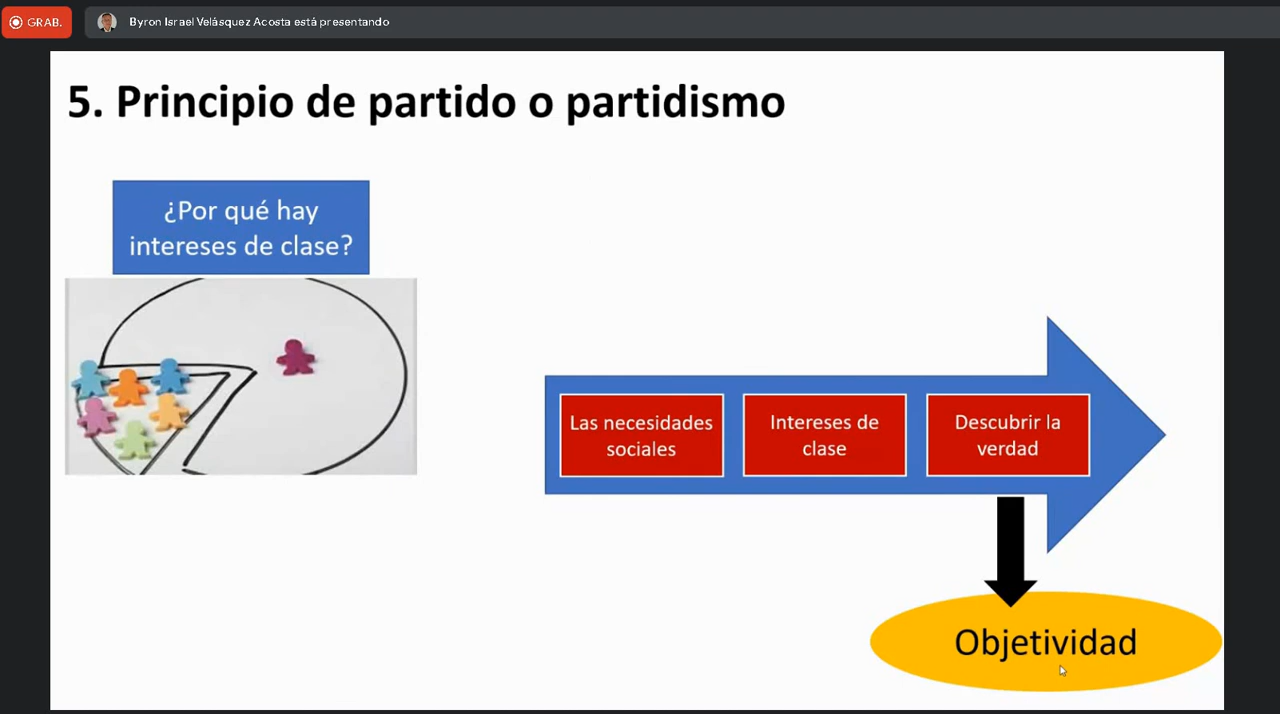 GRAB.
Byron Israel Velásquez Acosta está presentando
5. Principio de partido o partidismo
¿Por qué hay
intereses de clase?
Las necesidades
sociales
Intereses de
clase
Descubrir la
verdad
Objetividad